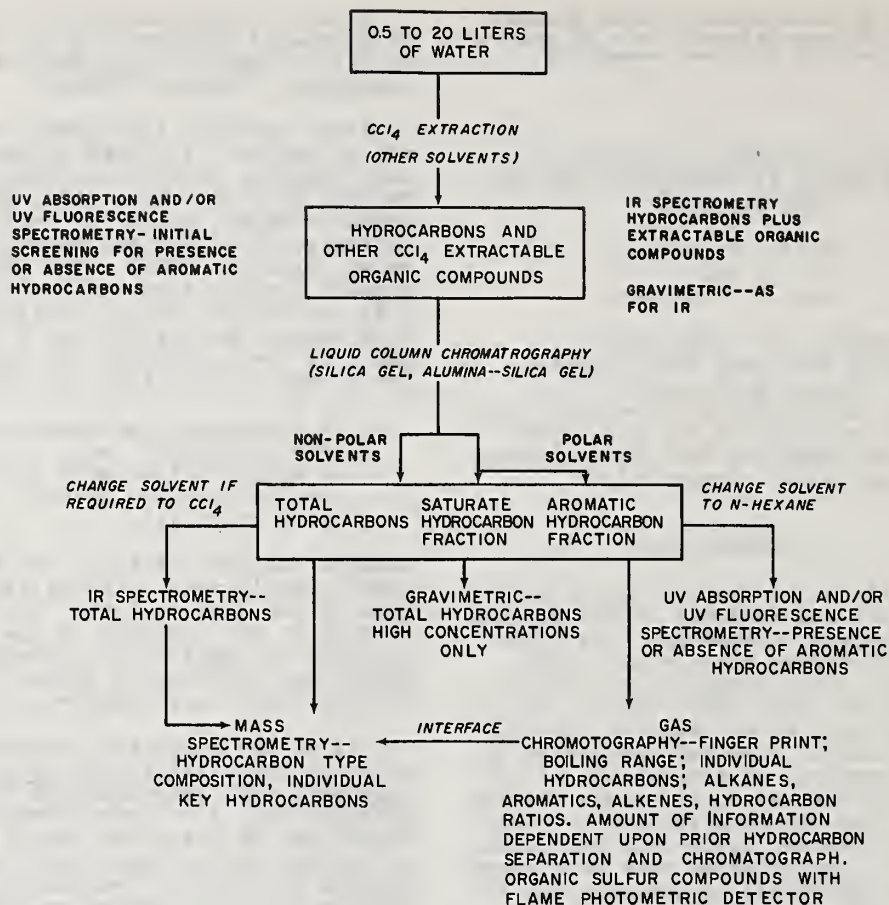 0.5 TO 20 LITERS
OF WATER
CCl4 EXTRACTION
(OTHER SOLVENTS)
UV ABSORPTION AND/OR
UV FLUORESCENCE
SPECTROMETRY- INITIAL
SCREENING FOR PRESENCE
OR ABSENCE OF AROMATIC
HYDROCARBONS
HYDROCARBONS AND
OTHER CCl4 EXTRACTABLE
ORGANIC COMPOUNDS
IR SPECTROMETRY
HYDROCARBONS PLUS
EXTRACTABLE ORGANIC
COMPOUNDS
GRAVIMETRIC--AS
FOR IR
LIQUID COLUMN CHROMATROGRAPHY
(SILICA GEL, ALUMINA--SILICA GEL)
NON-POLAR
SOLVENTS
POLAR
SOLVENTS
CHANGE SOLVENT IF
REQUIRED TO CCl4
TOTAL
HYDROCARBONS
SATURATE
HYDROCARBON
FRACTION
AROMATIC
HYDROCARBON
FRACTION
CHANGE SOLVENT
TO N-HEXANE
IR SPECTROMETRY--
TOTAL HYDROCARBONS
GRAVIMETRIC--
TOTAL HYDROCARBONS
HIGH CONCENTRATIONS
ONLY
UV ABSORPTION AND/OR
UV FLUORESCENCE
SPECTROMETRY--PRESENCE
OR ABSENCE OF AROMATIC
HYDROCARBONS
MASS
SPECTROMETRY--
HYDROCARBON TYPE
COMPOSITION, INDIVIDUAL
KEY HYDROCARBONS
INTERFACE
GAS
CHROMOTOGRAPHY--FINGER PRINT;
BOILING RANGE; INDIVIDUAL
HYDROCARBONS; ALKANES,
AROMATICS, ALKENES, HYDROCARBON
RATIOS. AMOUNT OF INFORMATION
DEPENDENT UPON PRIOR HYDROCARBON
SEPARATION AND CHROMATOGRAPH.
ORGANIC SULFUR COMPOUNDS WITH
FLAME PHOTOMETRIC DETECTOR